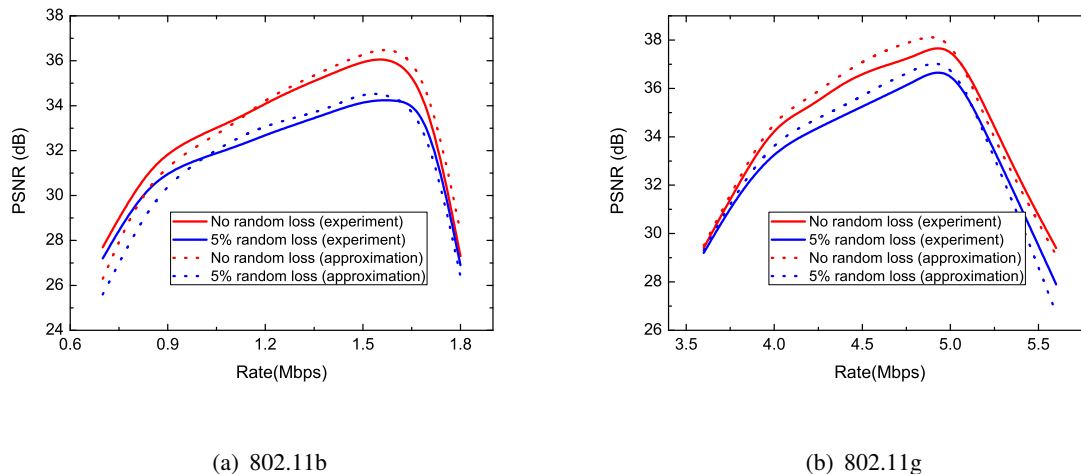 38
36
34
32
30
28
26
24
PSNR (dB)
No random loss (experiment)
5% random loss (experiment)
No random loss (approximation)
5% random loss (approximation)
0.6 0.9 1.2 1.5 1.8
Rate(Mbps)
(a) 802.11b
38
36
34
32
30
28
26
PSNR (dB)
No random loss (experiment)
5% random loss (experiment)
No random loss (approximation)
5% random loss (approximation)
3.5 4.0 4.5 5.0 5.5
Rate(Mbps)
(b) 802.11g